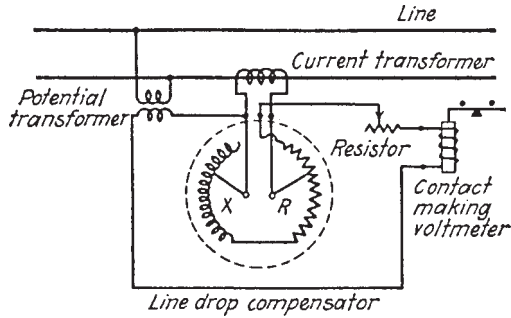 Line
Current transformer
Potential
transformer
Resistor
X
R
Contact
making
voltmeter
Line drop compensator